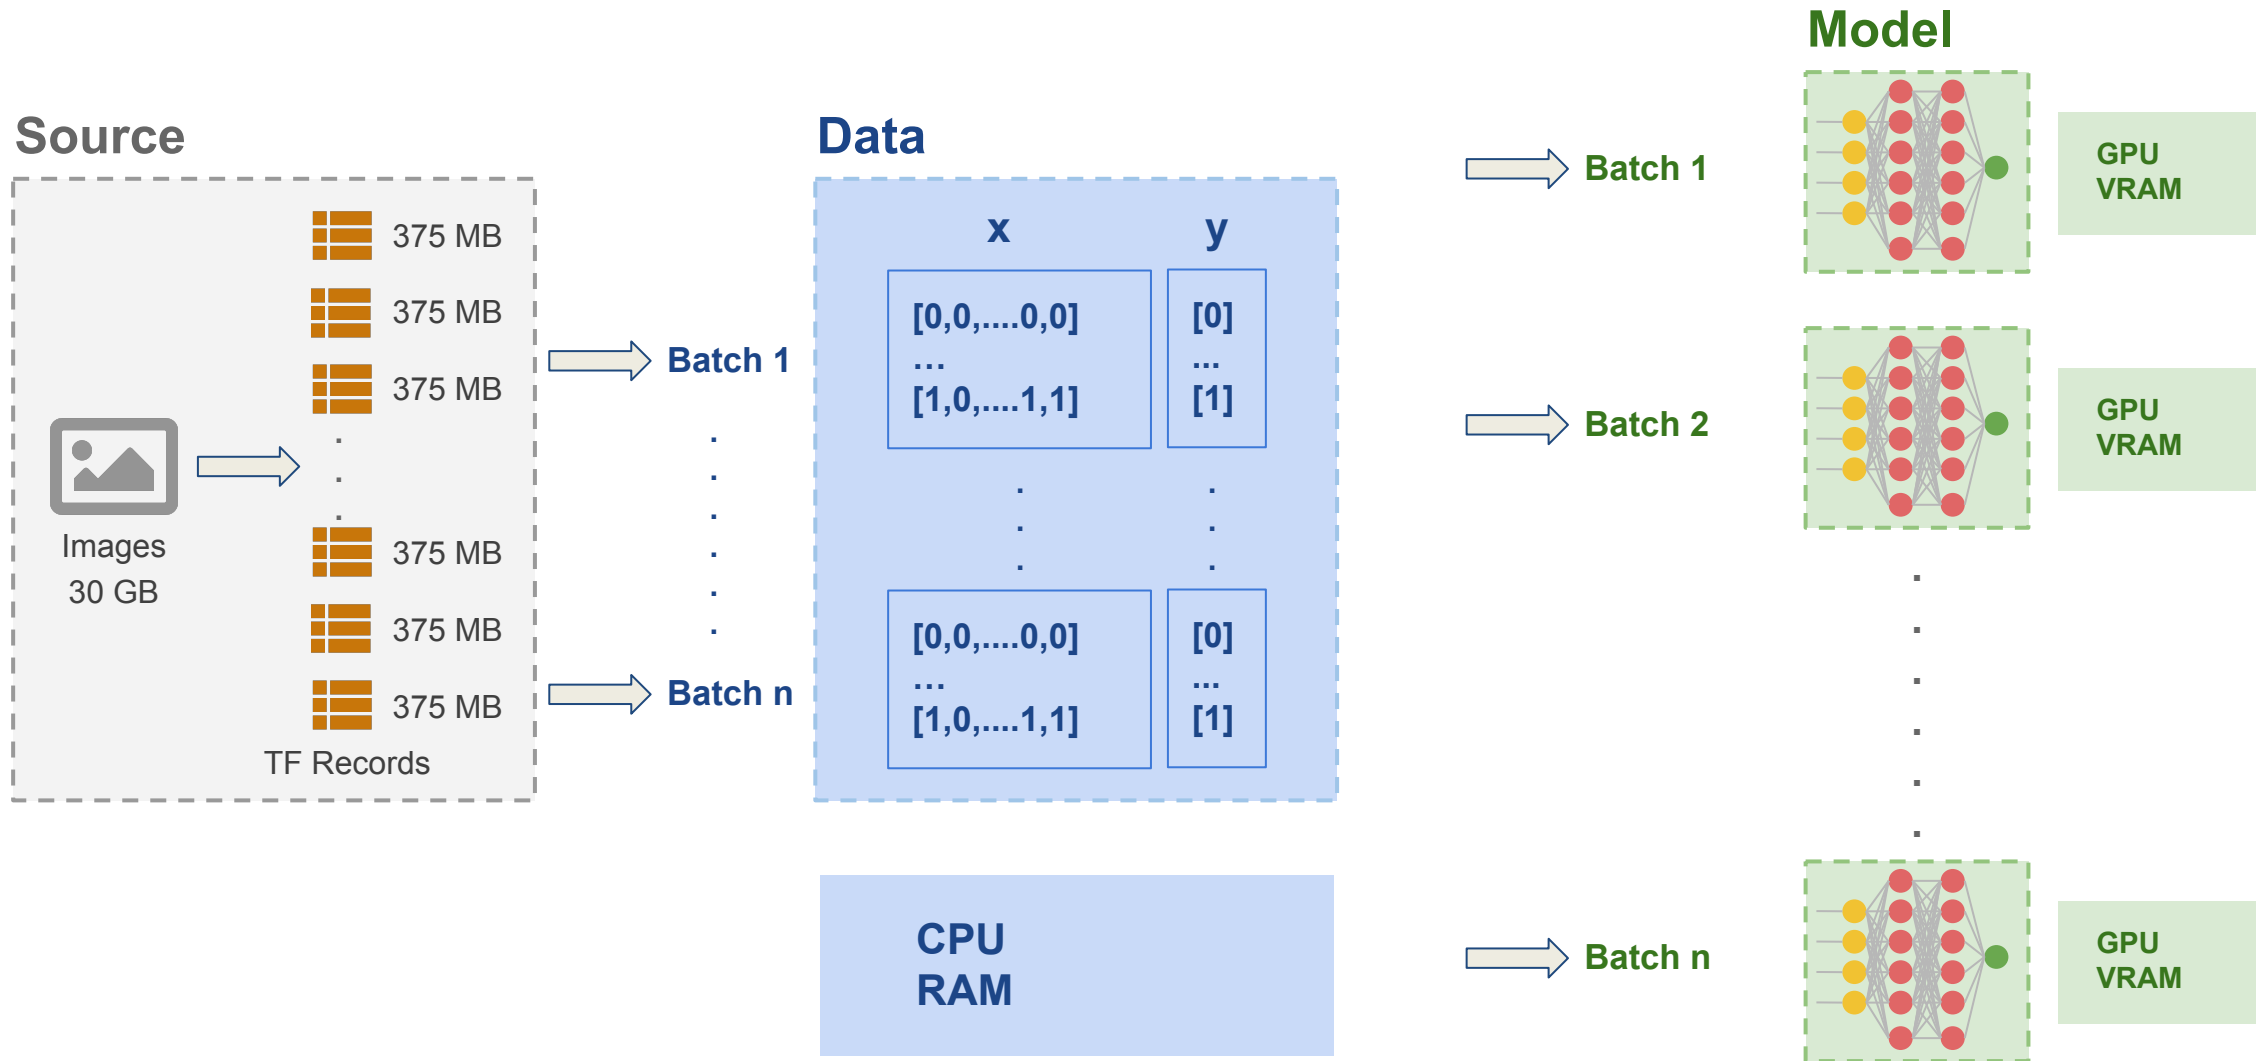 Source
Images
30 GB
375 MB
375 MB
375 MB
.
.
.
375 MB
375 MB
375 MB
TF Records
Batch 1
.
.
.
.
.
.
Batch n
Data
x
y
[0,0,....0,0]
…
[1,0,....1,1]
[0]
...
[1]
.
.
.
.
.
.
[0,0,....0,0]
…
[1,0,....1,1]
[0]
...
[1]
CPU
RAM
Model
Batch 1
GPU
VRAM
Batch 2
GPU
VRAM
.
.
.
.
.
.
Batch n
GPU
VRAM